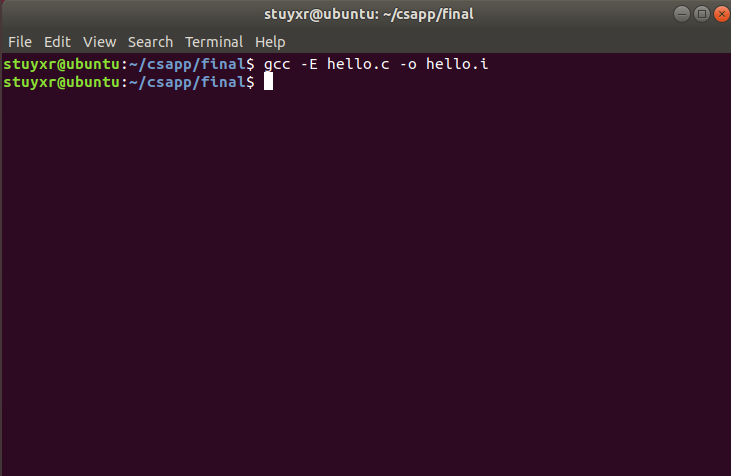 stuyxr@ubuntu: ~/csapp/final
File Edit View Search Terminal Help
stuyxr@ubuntu:~/csapp/final$ gcc -E hello.c -o hello.i
stuyxr@ubuntu:~/csapp/final$